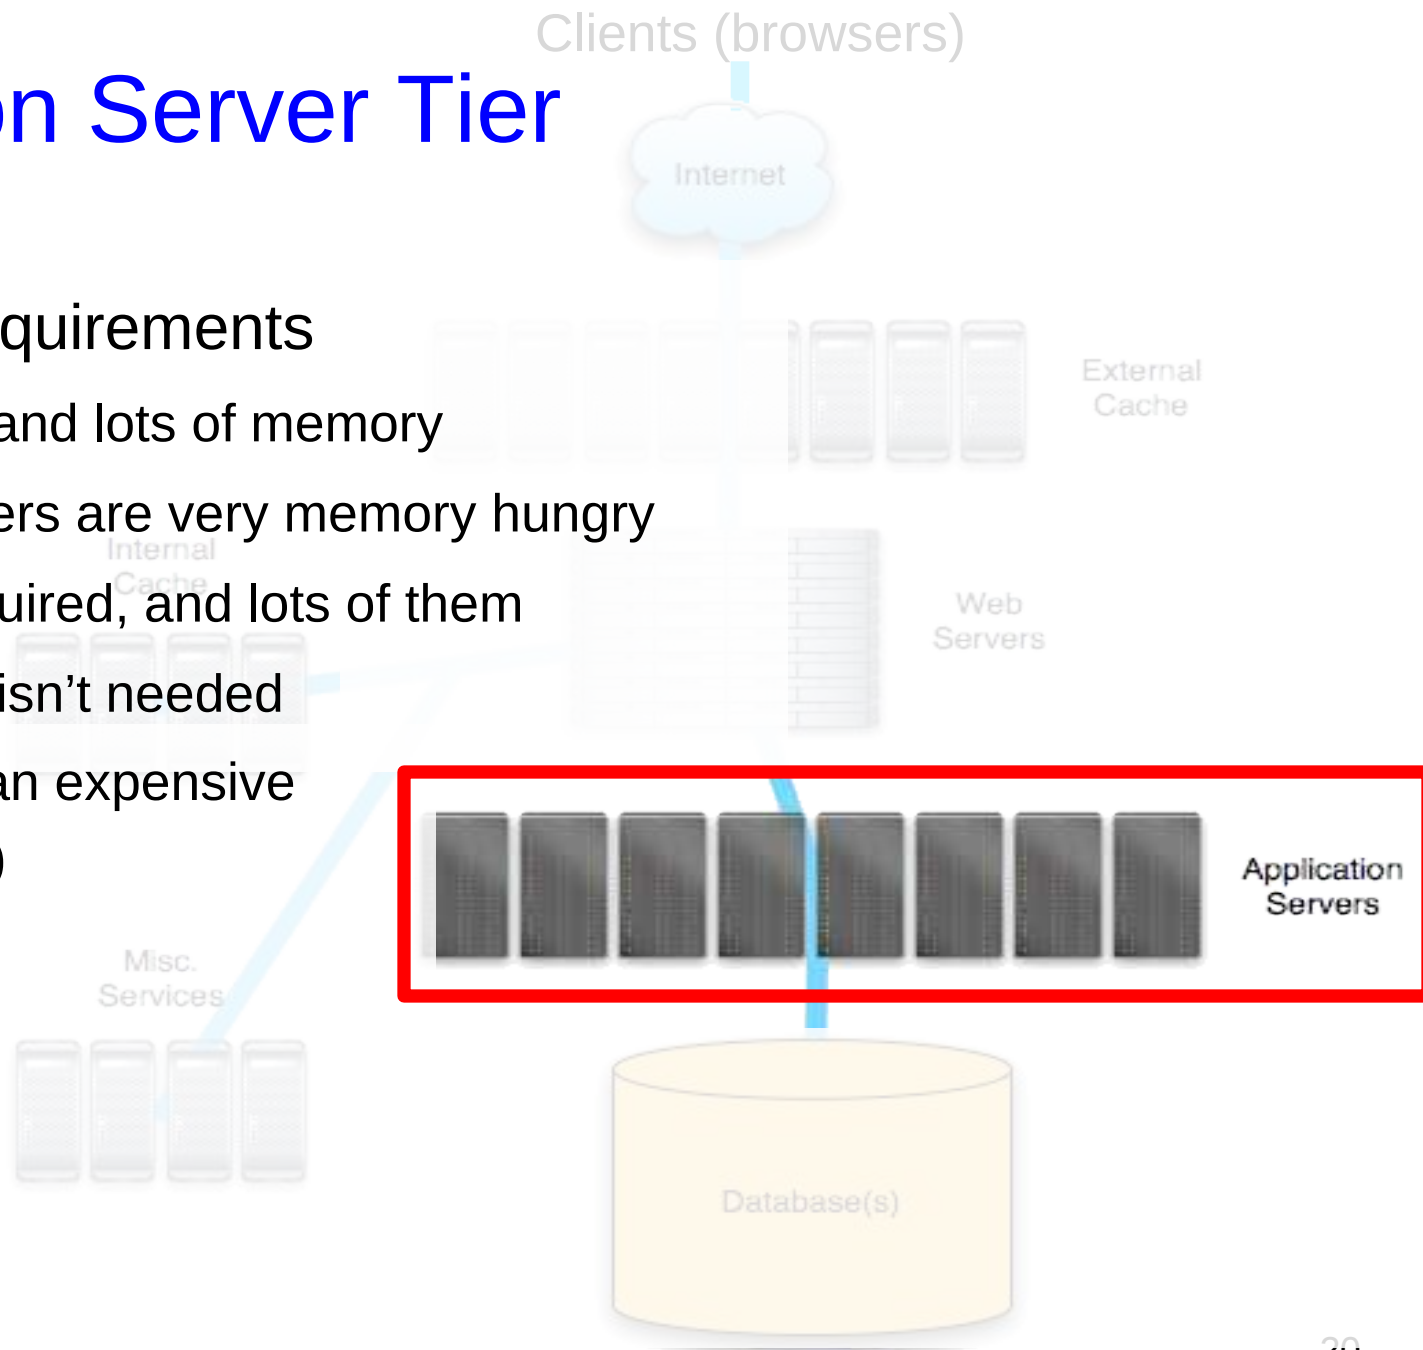 Clients (browsers)
on Server Tier
Internet
quirements
External
Cache
and lots of memory
ers are very memory hungry
Internal
Cache
uired, and lots of them
Web
Servers
isn’t needed
an expensive
)
Application
Servers
Misc.
Services
Database(s)